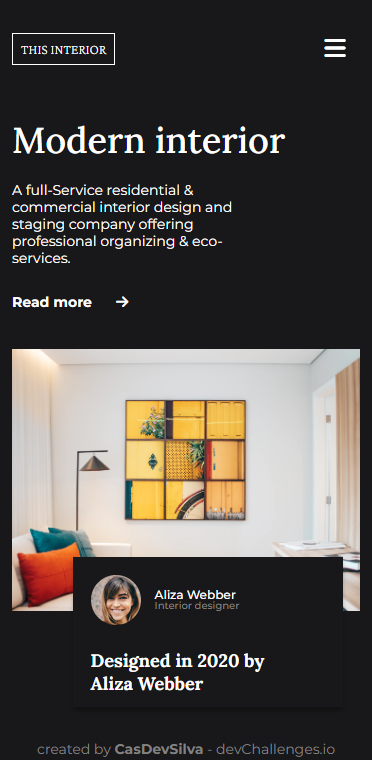 THIS INTERIOR
Modern interior
A full-Service residential &
commercial interior design and
staging company offering
professional organizing & eco-
services.
Read more
Aliza Webber
Interior designer
Designed in 2020 by
Aliza Webber
created by CasDevSilva - devChallenges.io